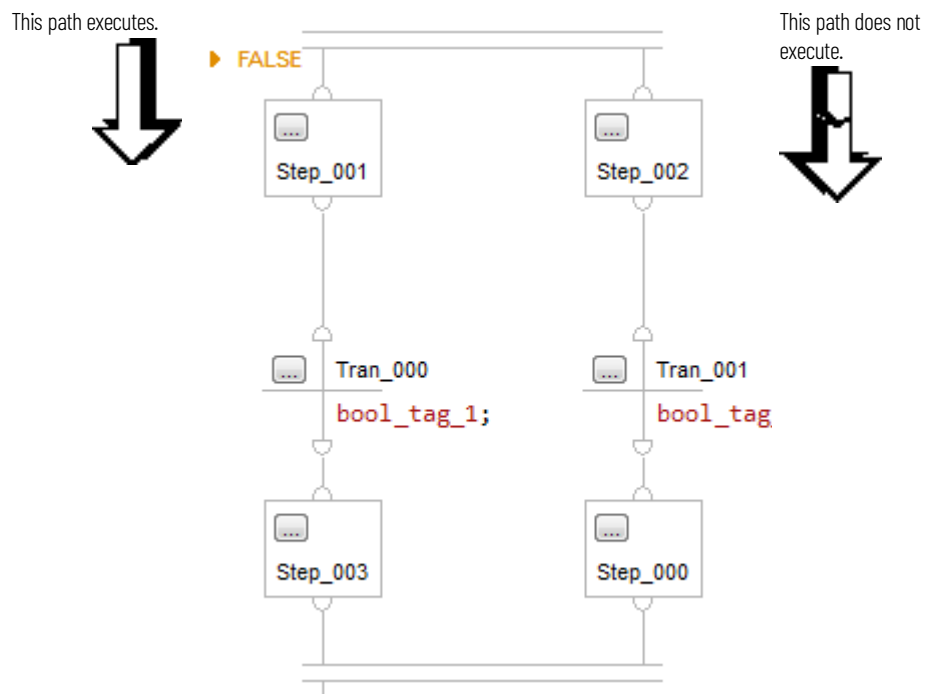 This path executes.
This path does not
execute.
FALSE
...
...
Step_001
Step_002
...
Tran_000
...
Tran_001
bool_tag_1;
bool_tag
...
...
Step_003
Step_000